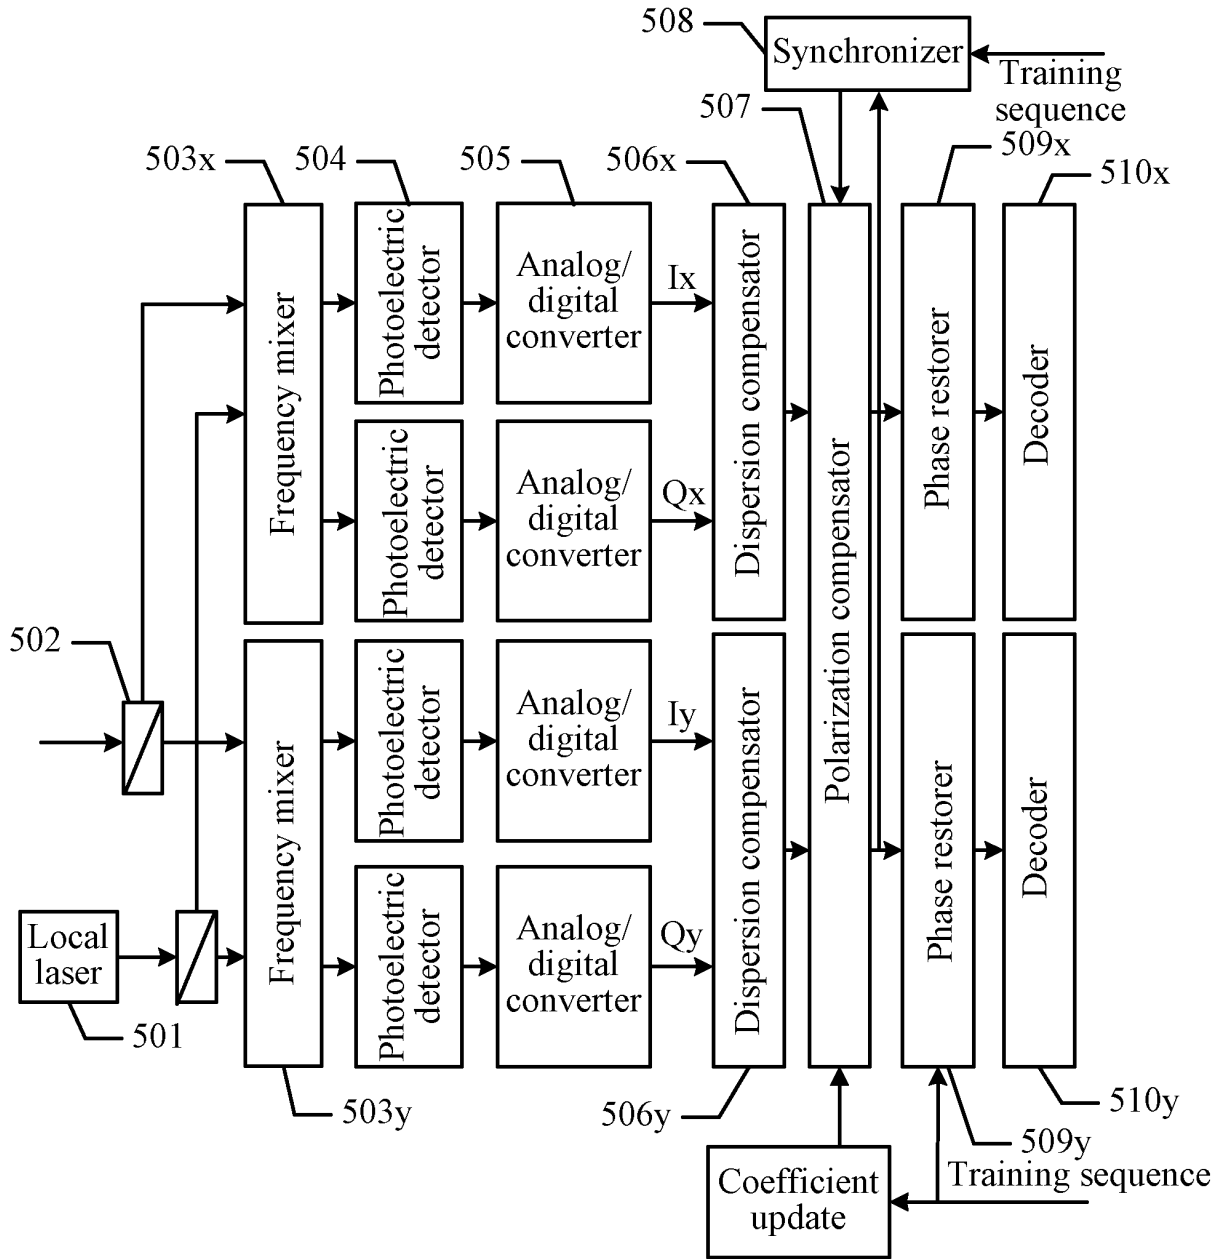 508
Synchronizer
Training
sequence
507
503x
504
505
506x
509x
510x
Frequency mixer
Photoelectric
detector
Analog/
digital
converter
Ix
Dispersion compensator
Polarization compensator
Phase restorer
Decoder
Photoelectric
detector
Analog/
digital
converter
Qx
502
Frequency mixer
Photoelectric
detector
Analog/
digital
converter
Iy
Dispersion compensator
Phase restorer
Decoder
Photoelectric
detector
Analog/
digital
converter
Qy
Local
laser
501
503y
506y
509y
510y
Coefficient
update
Training sequence